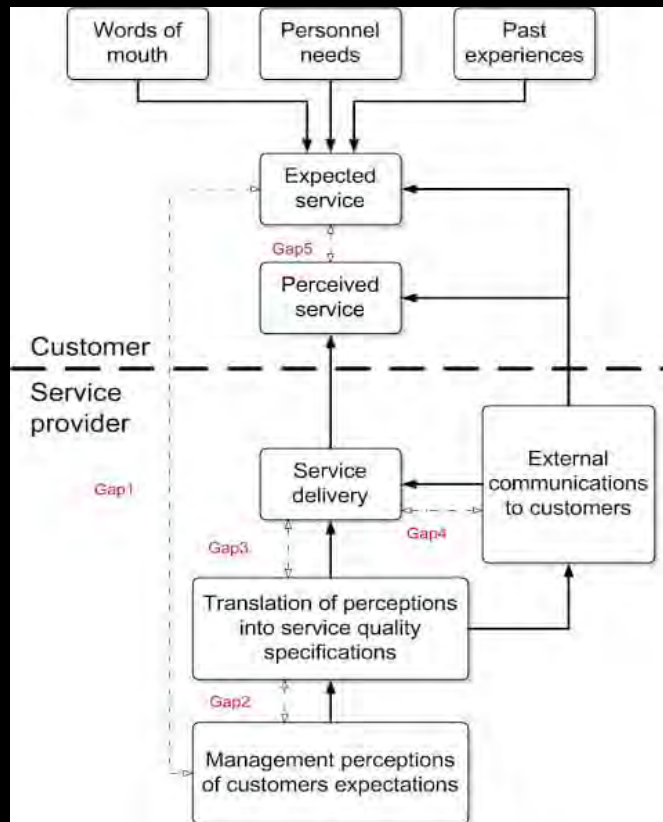 Words of
mouth
Personnel
needs
Past
experiences
Expected
service
Gap5
Perceived
service
Customer
Service
provider
Gap1
Service
delivery
External
communications
to customers
Gap4
Gap3
Translation of perceptions
into service quality
specifications
Gap2
Management perceptions
of customers expectations